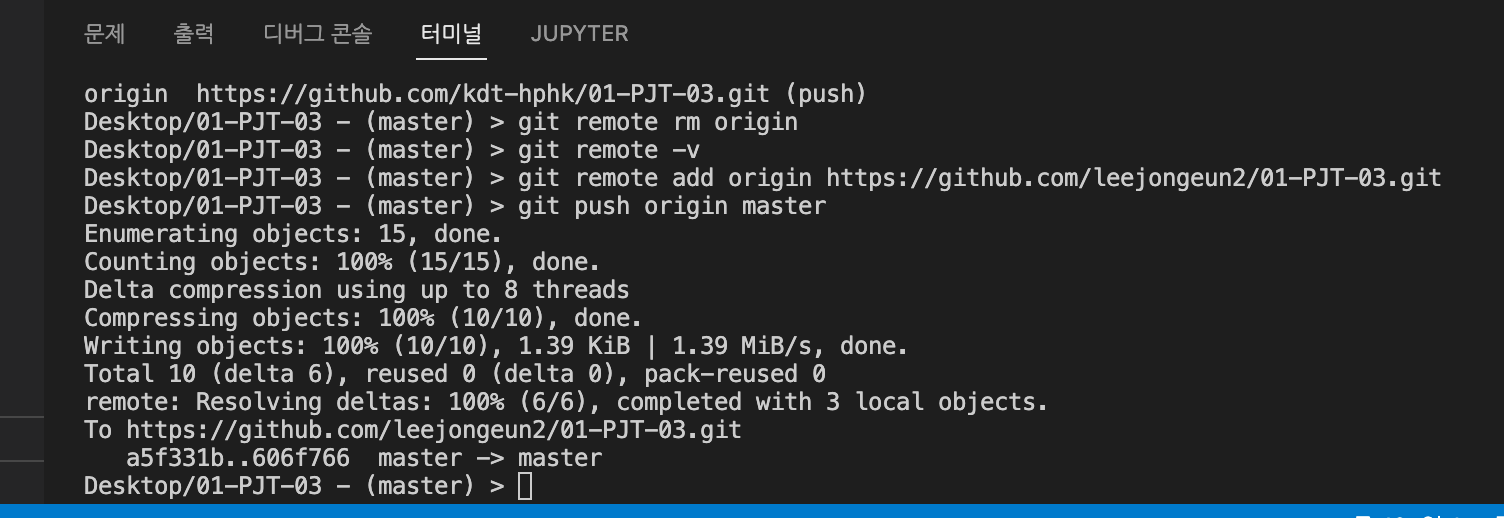 문제 출력 디버그 콘솔 터미널 JUPYTER
origin  https://github.com/kdt-hphk/01-PJT-03.git (push)
Desktop/01-PJT-03 - (master) > git remote rm origin
Desktop/01-PJT-03 - (master) > git remote -v
Desktop/01-PJT-03 - (master) > git remote add origin https://github.com/leejongeun2/01-PJT-03.git
Desktop/01-PJT-03 - (master) > git push origin master
Enumerating objects: 15, done.
Counting objects: 100% (15/15), done.
Delta compression using up to 8 threads
Compressing objects: 100% (10/10), done.
Writing objects: 100% (10/10), 1.39 KiB | 1.39 MiB/s, done.
Total 10 (delta 6), reused 0 (delta 0), pack-reused 0
remote: Resolving deltas: 100% (6/6), completed with 3 local objects.
To https://github.com/leejongeun2/01-PJT-03.git
   a5f331b..606f766  master -> master
Desktop/01-PJT-03 - (master) >